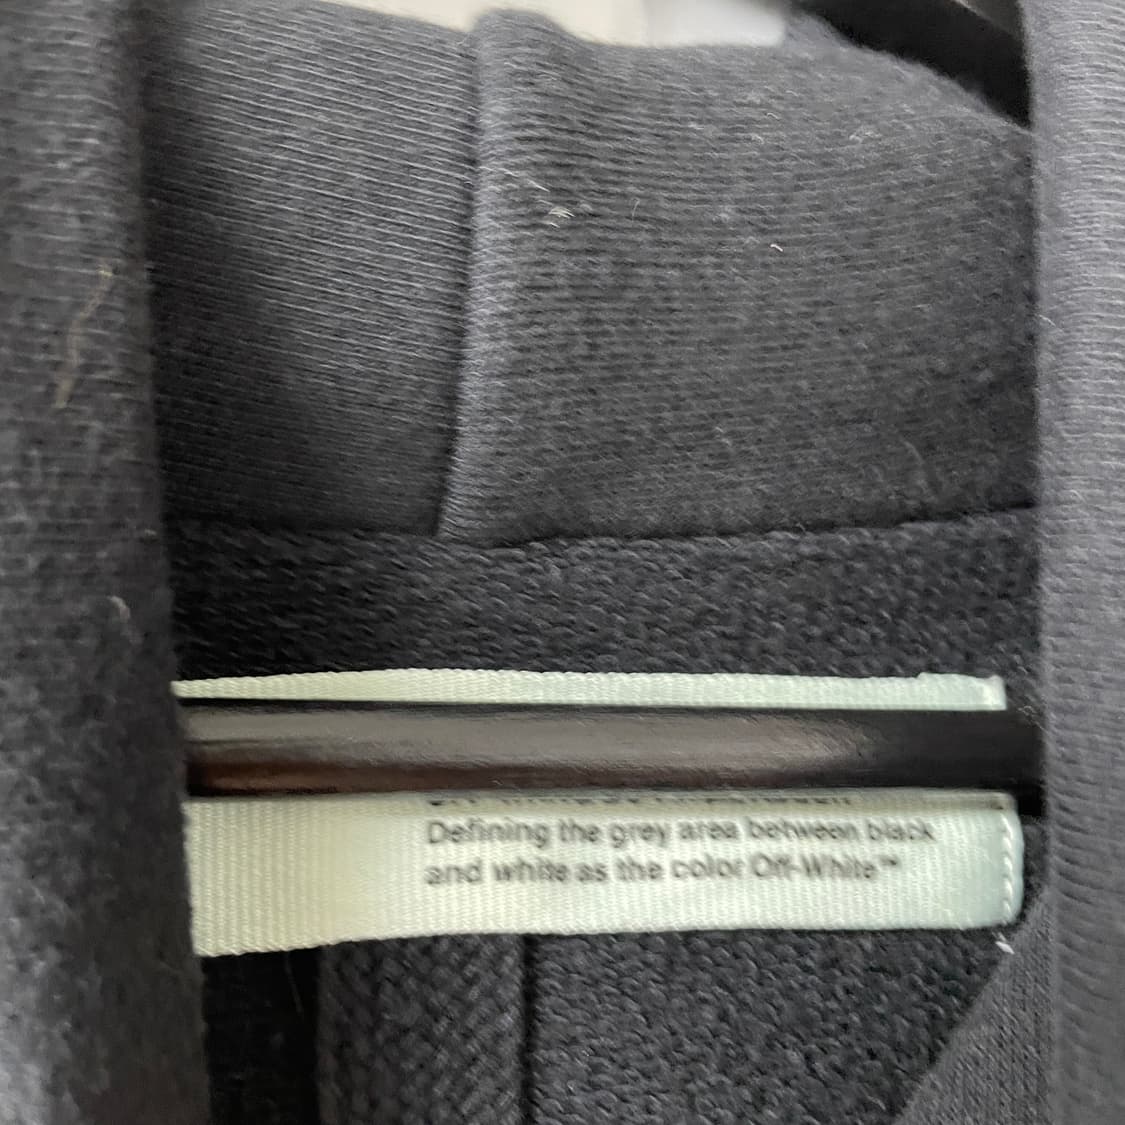 Defining the grey area between black
and white as the color Off-White™